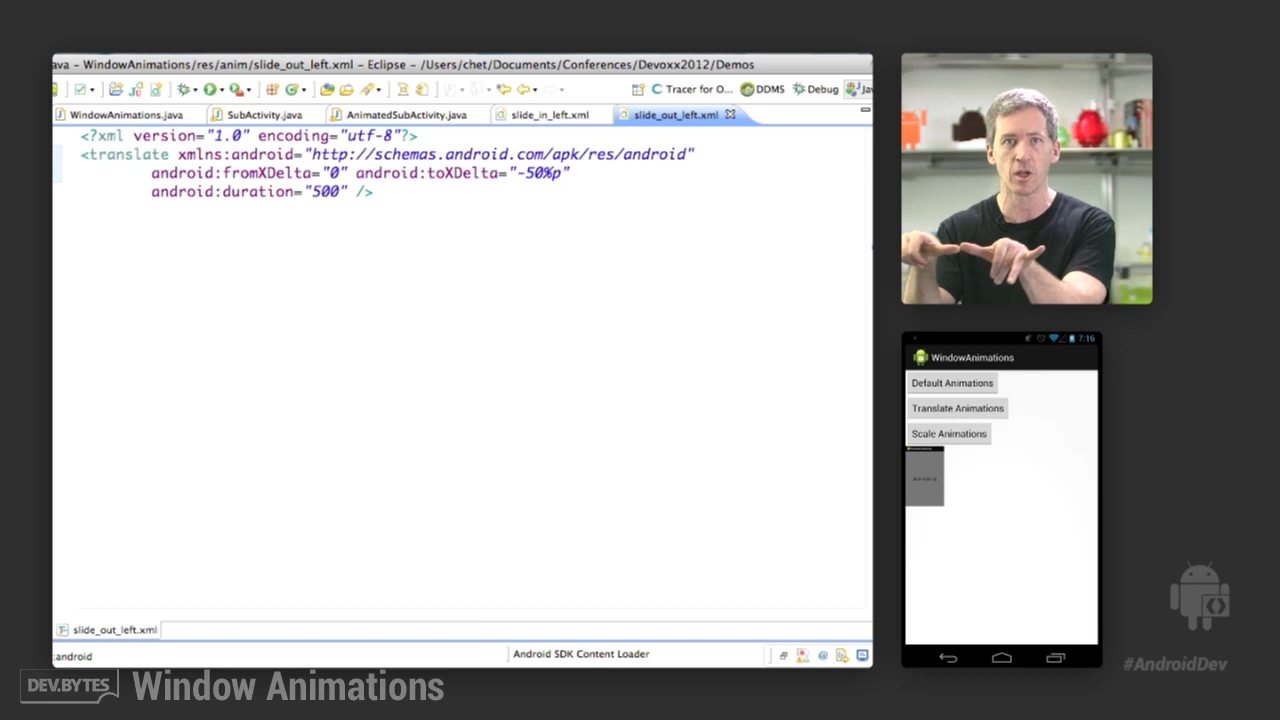 ava – WindowAnimations/res/anim/slide_out_left.xml – Eclipse – /Users/chet/Documents/Conferences/Devoxx2012/Demos
Tracer for O... DDMS Debug Jav
WindowAnimations.java SubActivity.java AnimatedSubActivity.java slide_in_left.xml slide_out_left.xml
<?xml version="1.0" encoding="utf-8"?>
<translate xmlns:android="http://schemas.android.com/apk/res/android"
android:fromXDelta="0" android:toXDelta="-50%p"
android:duration="500" />
slide_out_left.xml
:android
Android SDK Content Loader
7:16
WindowAnimations
Default Animations
Translate Animations
Scale Animations
#AndroidDev
DEV.BYTES Window Animations